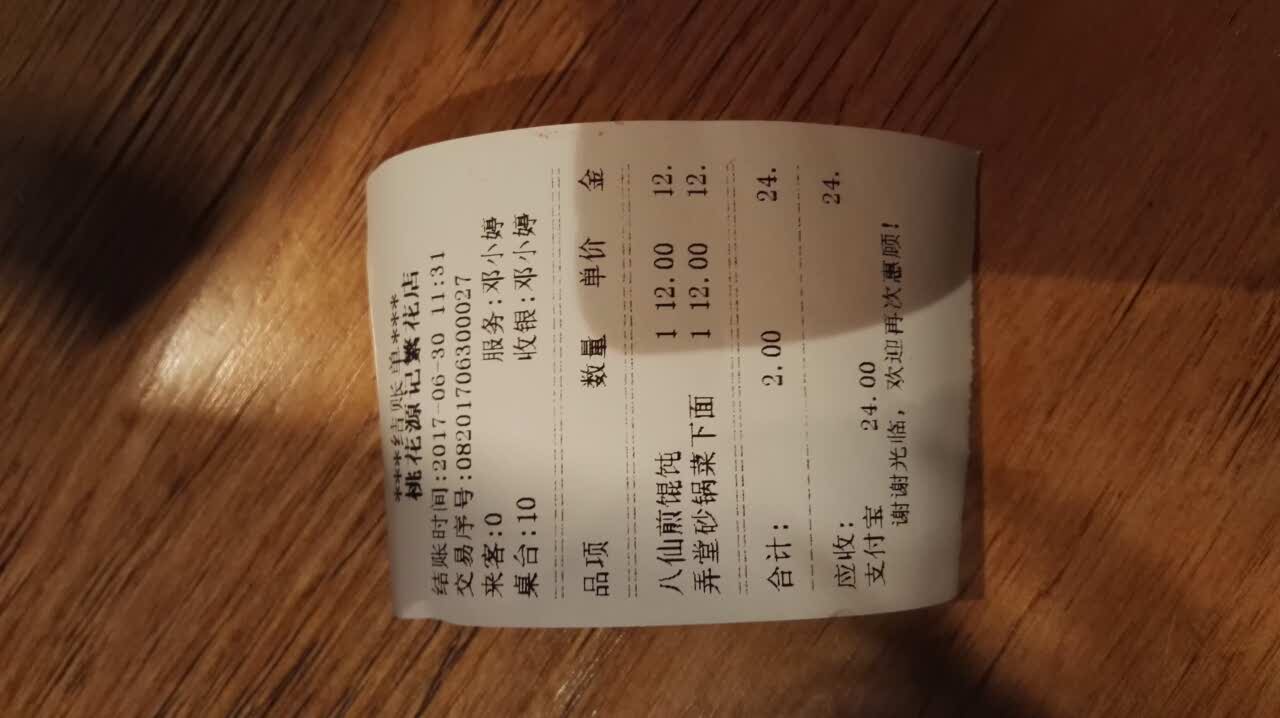 ***结账单***
桃花源记繁花店
结账时间:2017-06-30 11:31
交易序号:08201706300027
来客:0 服务:邓小婷
桌台:10 收银:邓小婷
品项 数量 单价 金
八仙煎馄饨 1 12.00 12.
弄堂砂锅菜下面 1 12.00 12.
合计: 2.00 24.
应收: 24.
支付宝 24.00
谢谢光临, 欢迎再次惠顾!